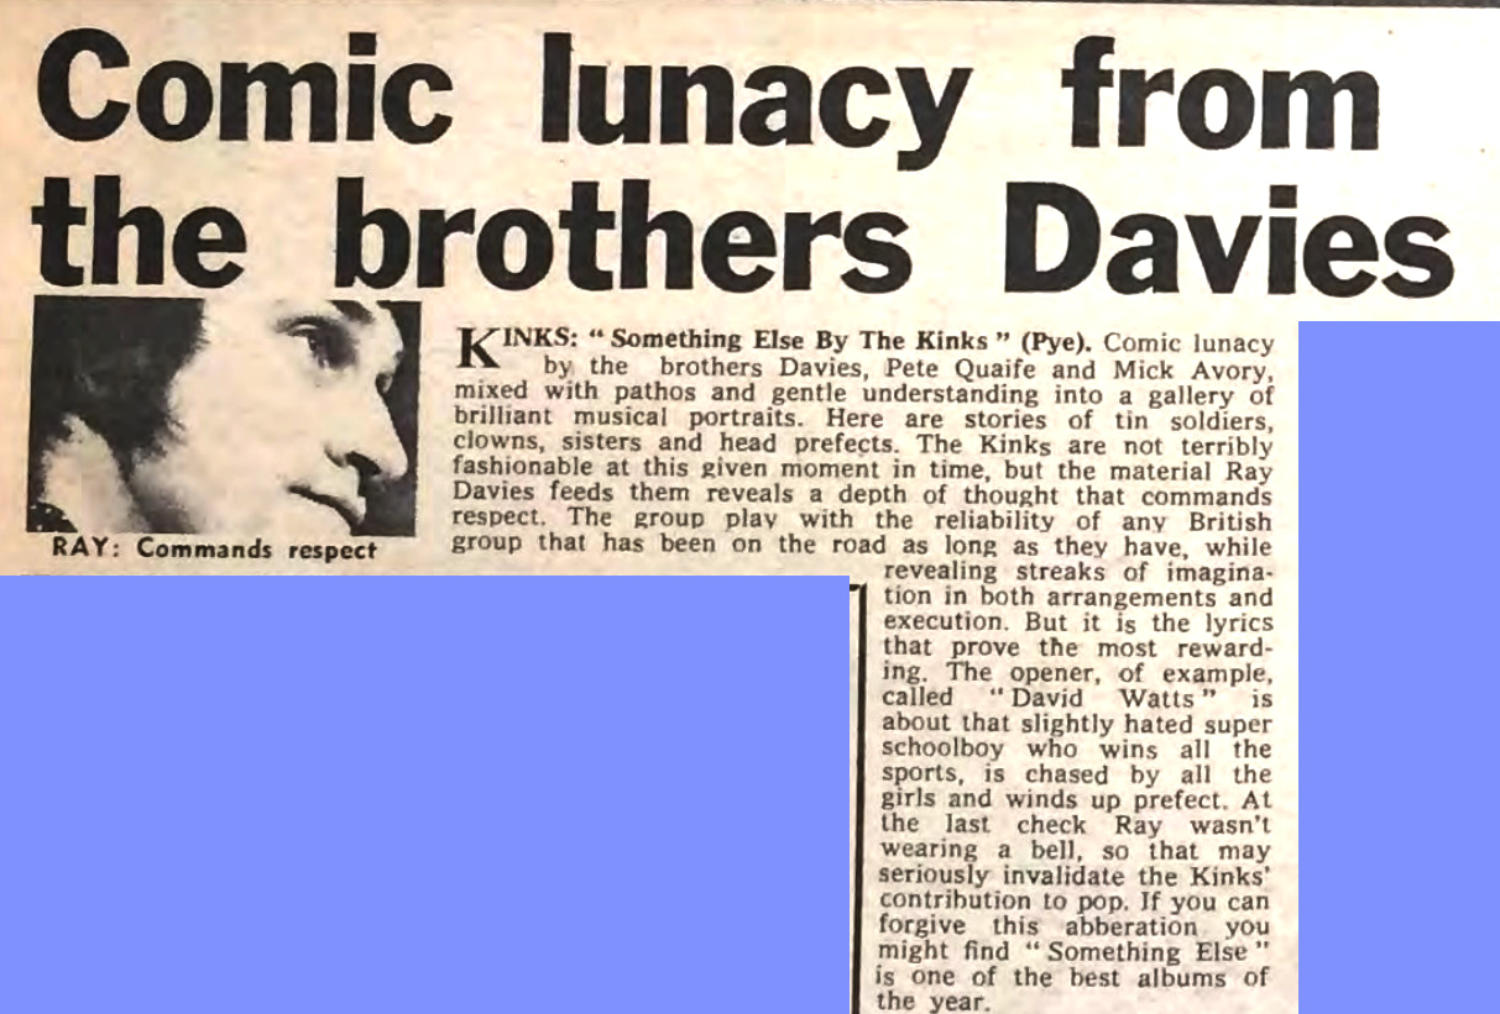 Comic lunacy from
the brothers Davies
RAY: Commands respect
KINKS: “ Something Else By The Kinks ” (Pye). Comic lunacy
by the brothers Davies, Pete Quaife and Mick Avory,
mixed with pathos and gentle understanding into a gallery of
brilliant musical portraits. Here are stories of tin soldiers,
clowns, sisters and head prefects. The Kinks are not terribly
fashionable at this given moment in time, but the material Ray
Davies feeds them reveals a depth of thought that commands
respect. The group play with the reliability of any British
group that has been on the road as long as they have, while
revealing streaks of imagina-
tion in both arrangements and
execution. But it is the lyrics
that prove the most reward-
ing. The opener, of example,
called “ David Watts ” is
about that slightly hated super
schoolboy who wins all the
sports, is chased by all the
girls and winds up prefect. At
the last check Ray wasn't
wearing a bell, so that may
seriously invalidate the Kinks'
contribution to pop. If you can
forgive this abberation you
might find “ Something Else ”
is one of the best albums of
the year.